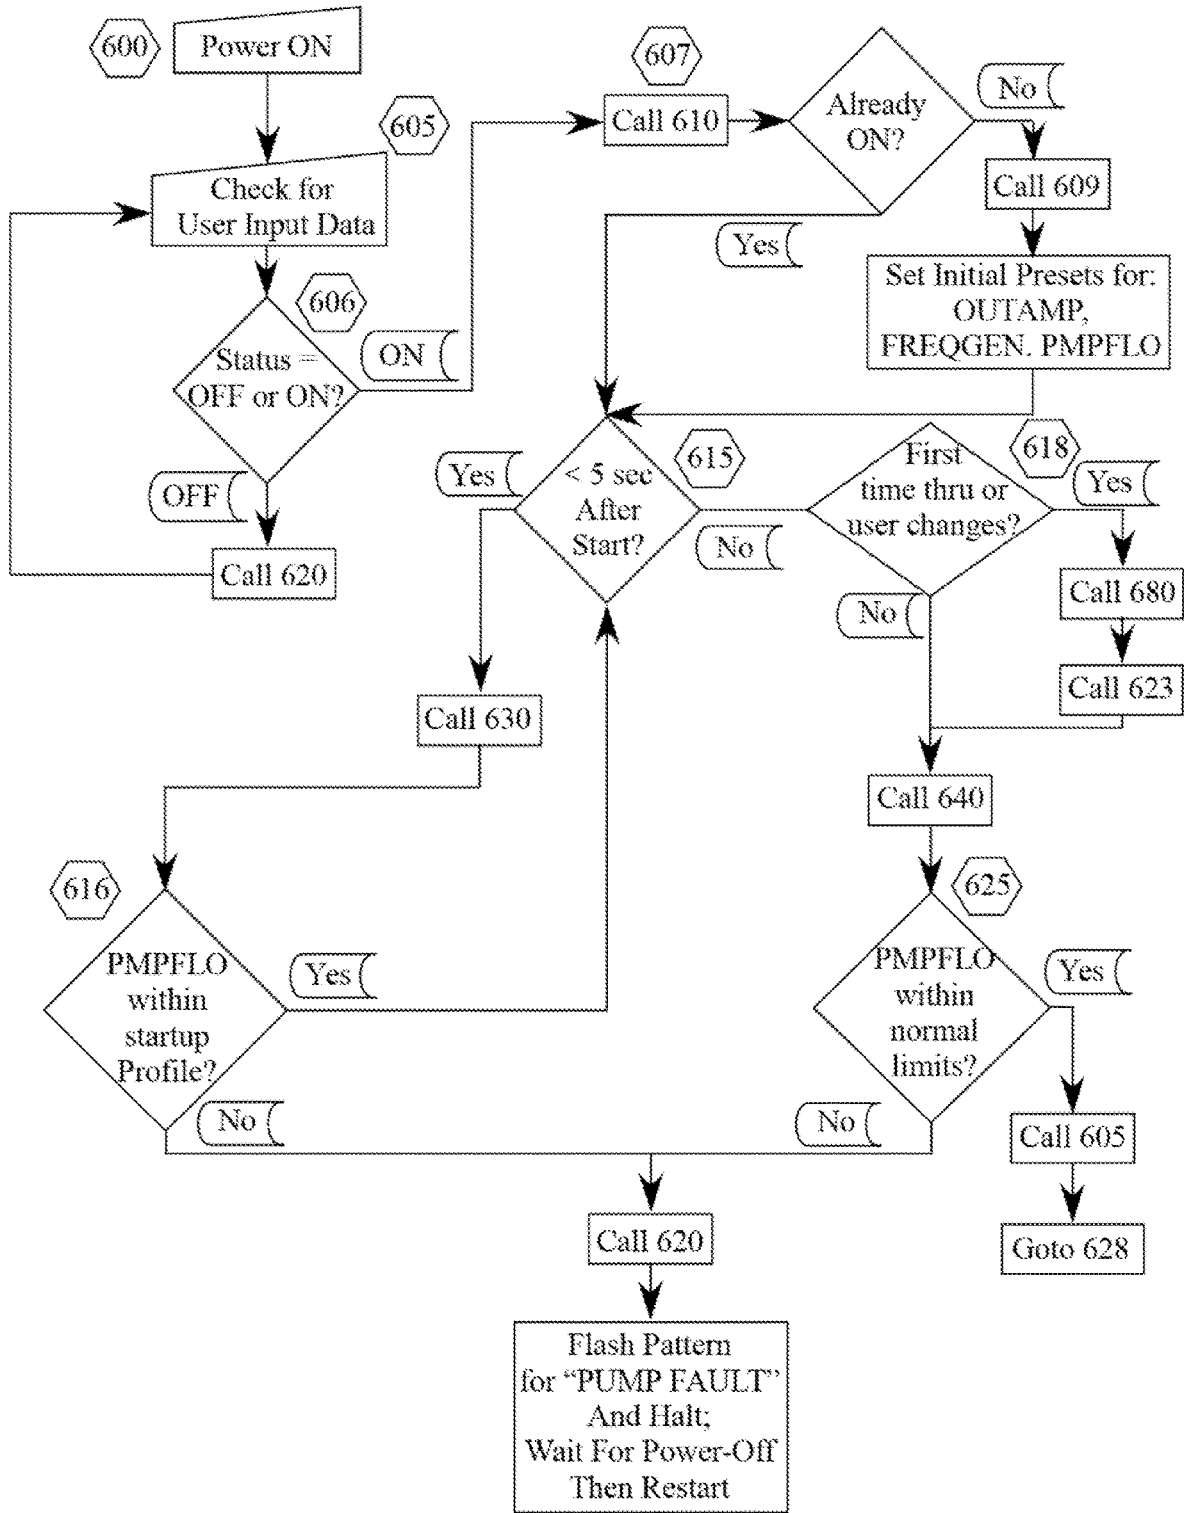 600
Power ON
605
Check for
User Input Data
606
Status =
OFF or ON?
ON
OFF
Call 620
607
Call 610
Already
ON?
No
Call 609
Yes
Set Initial Presets for:
OUTAMP,
FREQGEN. PMPFLO
615
< 5 sec
After
Start?
Yes
No
618
First
time thru or
user changes?
Yes
Call 680
Call 623
No
Call 630
Call 640
616
PMPFLO
within
startup
Profile?
Yes
No
625
PMPFLO
within
normal
limits?
Yes
No
Call 605
Goto 628
Call 620
Flash Pattern
for “PUMP FAULT”
And Halt;
Wait For Power-Off
Then Restart